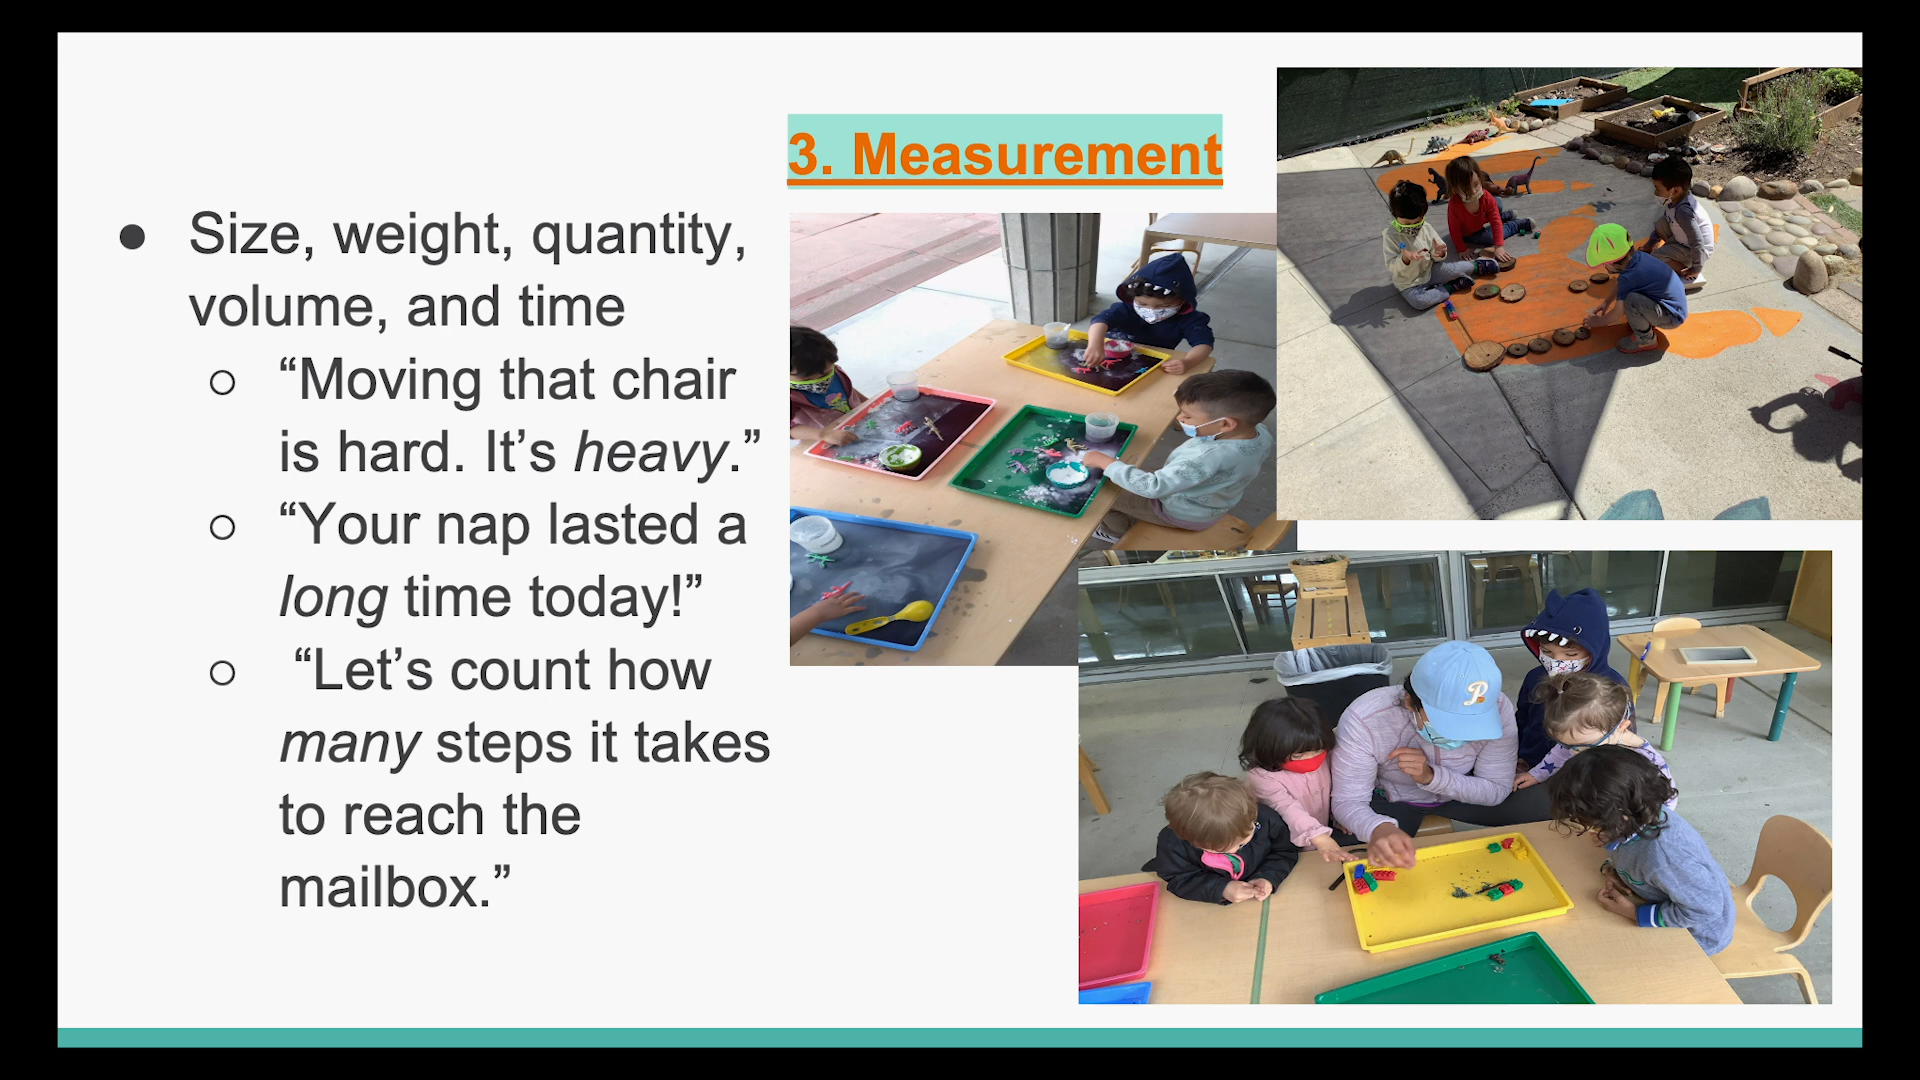 3. Measurement
● Size, weight, quantity,
volume, and time
○ “Moving that chair
is hard. It’s heavy.”
○ “Your nap lasted a
long time today!”
○ “Let’s count how
many steps it takes
to reach the
mailbox.”
P